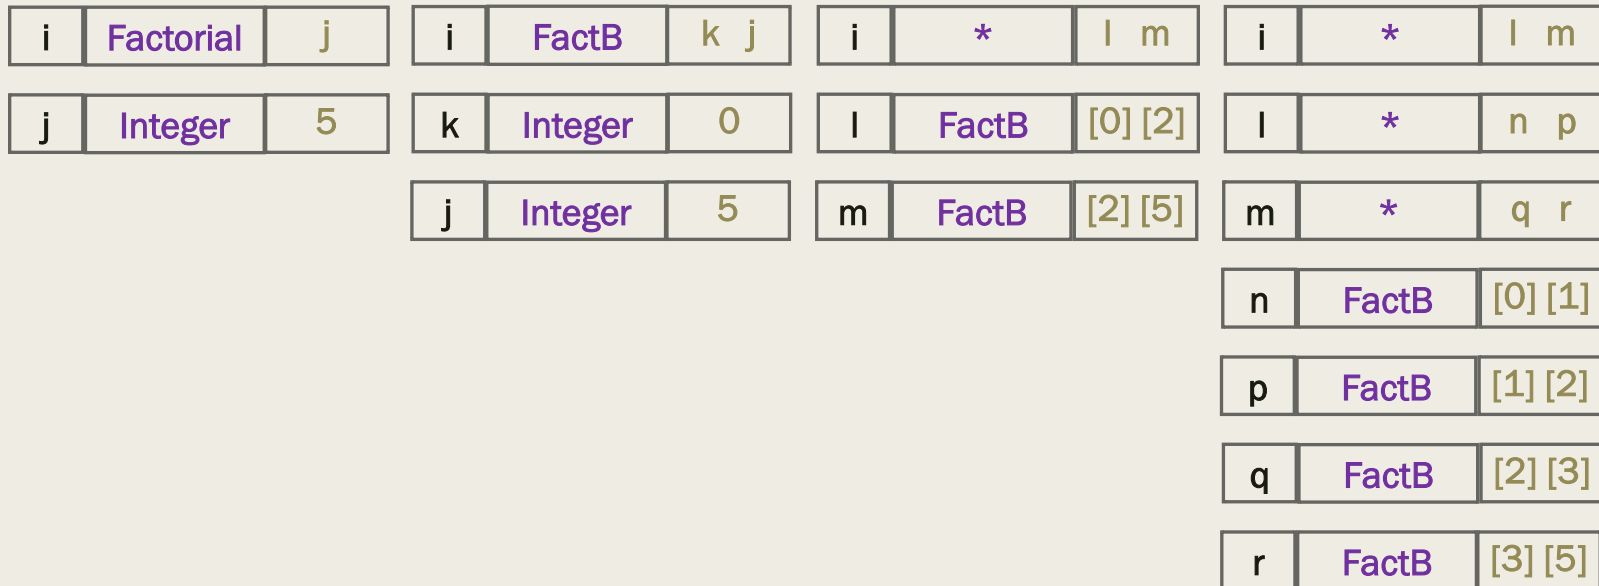 i Factorial j
j Integer 5
i FactB k j
k Integer 0
j Integer 5
i * l m
l FactB [0] [2]
m FactB [2] [5]
i * l m
l * n p
m * q r
n FactB [0] [1]
p FactB [1] [2]
q FactB [2] [3]
r FactB [3] [5]